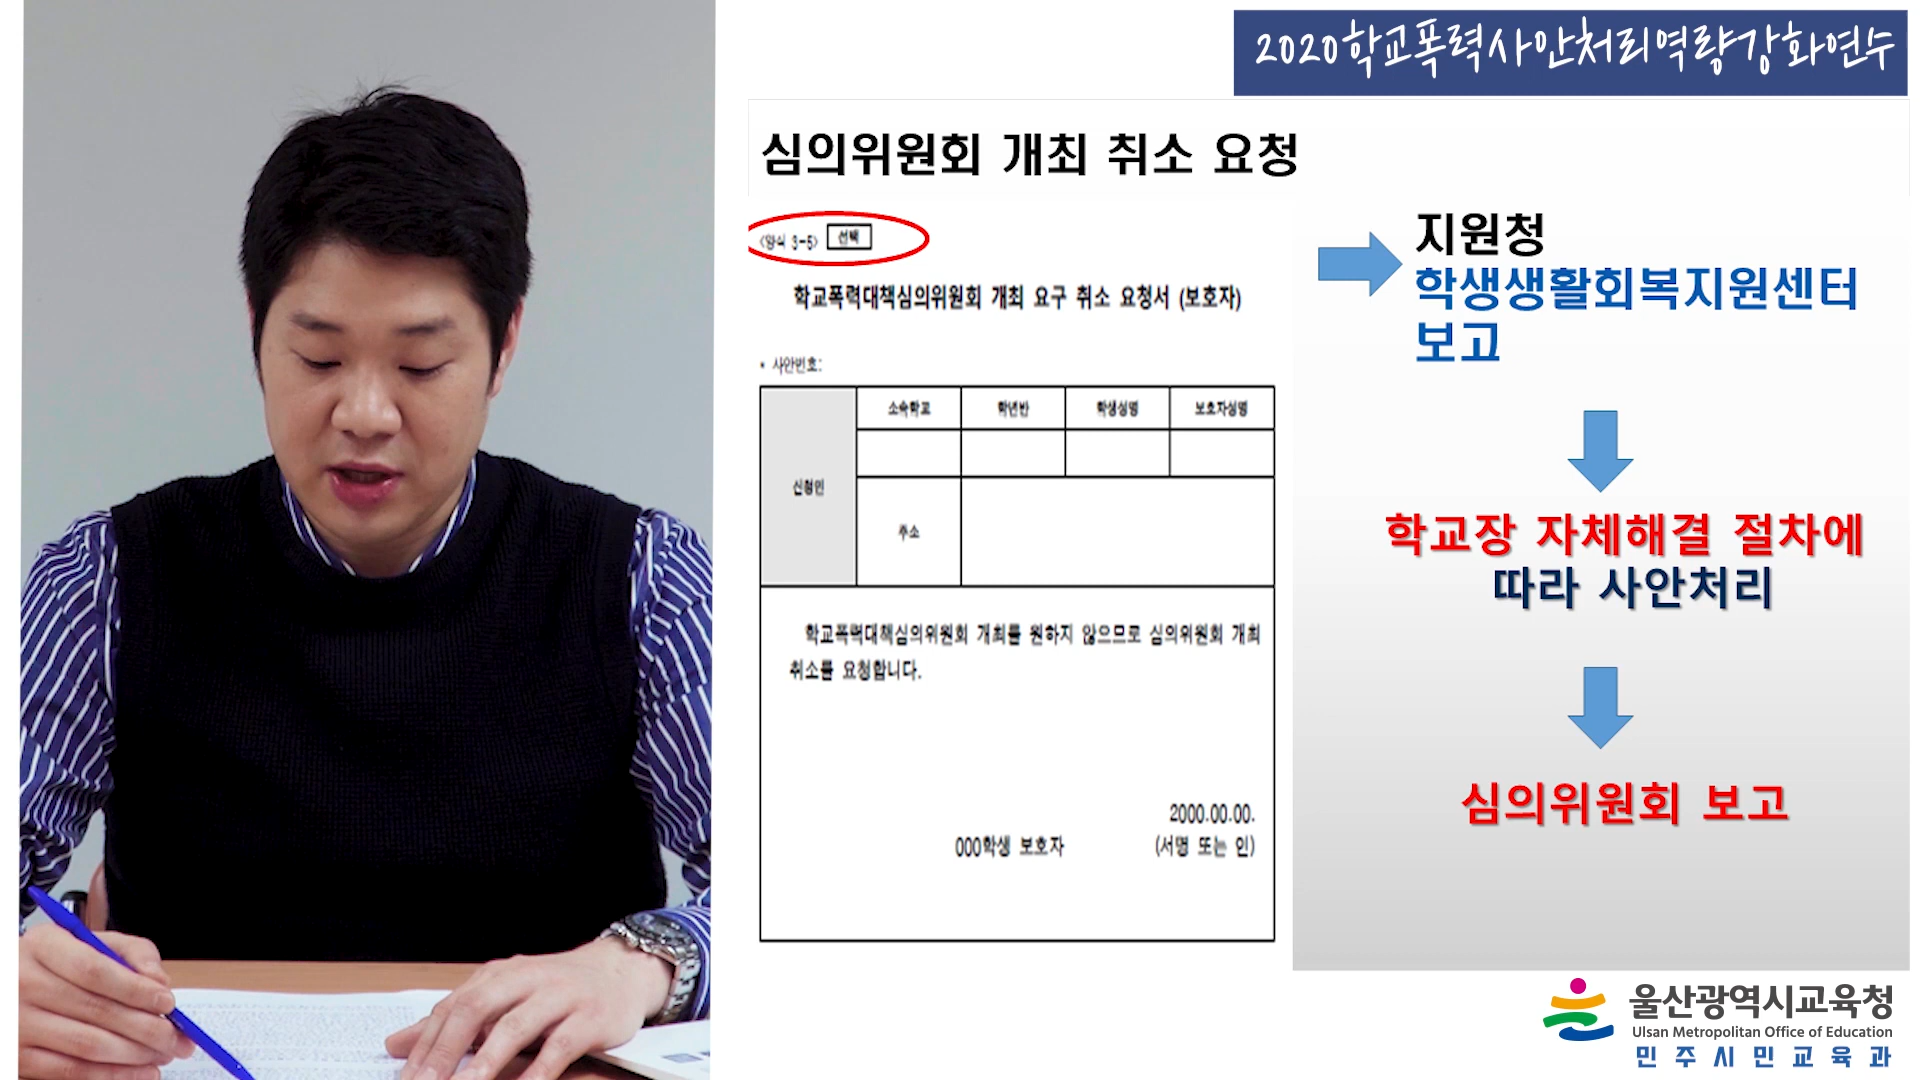 2020학교폭력사안처리역량강화연수
심의위원회 개최 취소 요청
<양식 3-5> 선택
학교폭력대책심의위원회 개최 요구 취소 요청서 (보호자)
* 사안번호:
소속학교 학년반 학생성명 보호자성명
신청인
주소
학교폭력대책심의위원회 개최를 원하지 않으므로 심의위원회 개최
취소를 요청합니다.
2000.00.00.
000학생 보호자 (서명 또는 인)
지원청
학생생활회복지원센터
보고
학교장 자체해결 절차에
따라 사안처리
심의위원회 보고
울산광역시교육청
Ulsan Metropolitan Office of Education
민주시민교육과